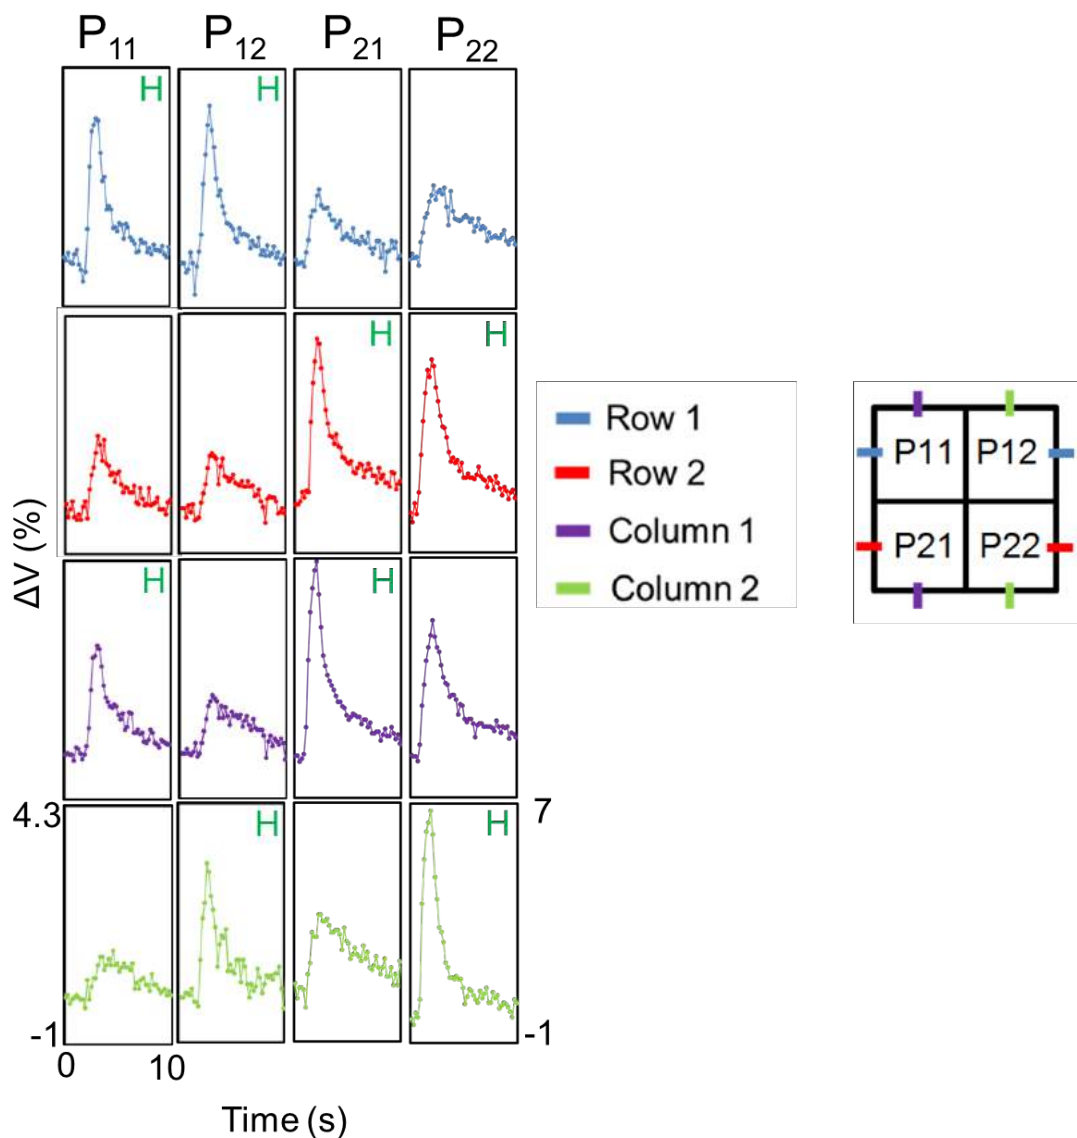 P11 P12 P21 P22
H H
H H
H H
H H
ΔV (%)
4.3 7
-1 -1
0 10
Time (s)
Row 1
Row 2
Column 1
Column 2
P11 P12
P21 P22